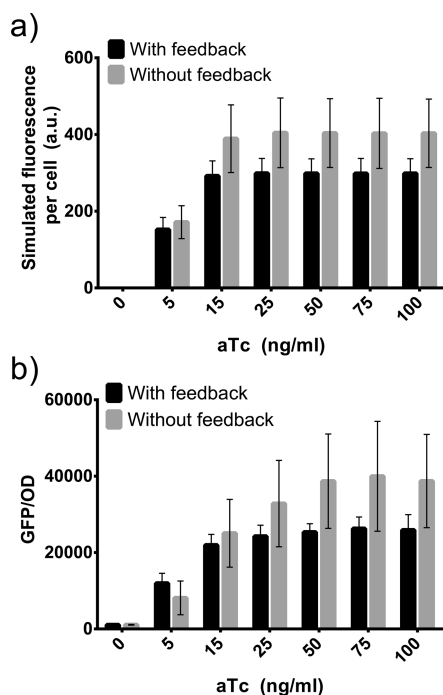 a)
With feedback
Without feedback
Simulated fluorescence
per cell (a.u.)
600
400
200
0
0 5 15 25 50 75 100
aTc (ng/ml)
b)
With feedback
Without feedback
GFP/OD
60000
40000
20000
0
0 5 15 25 50 75 100
aTc (ng/ml)